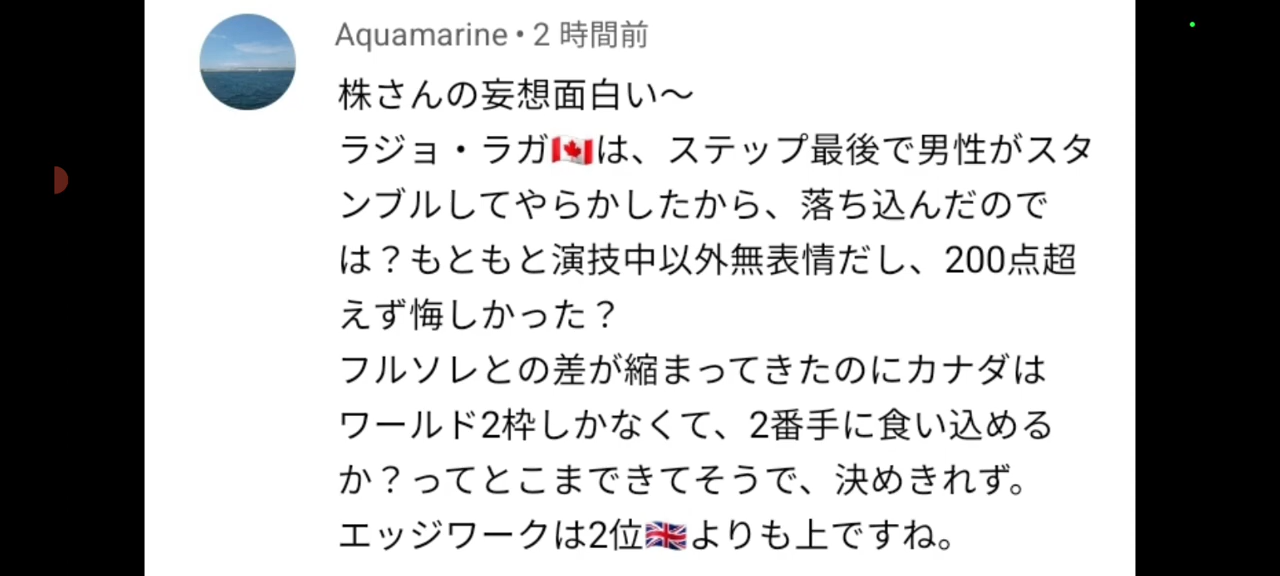 Aquamarine • 2 時間前
株さんの妄想面白い〜
ラジョ・ラガ🇨🇦は、ステップ最後で男性がスタ
ンブルしてやらかしたから、落ち込んだので
は？もともと演技中以外無表情だし、200点超
えず悔しかった？
フルソレとの差が縮まってきたのにカナダは
ワールド2枠しかなくて、2番手に食い込める
か？ってとこまできてそうで、決めきれず。
エッジワークは2位🇬🇧よりも上ですね。